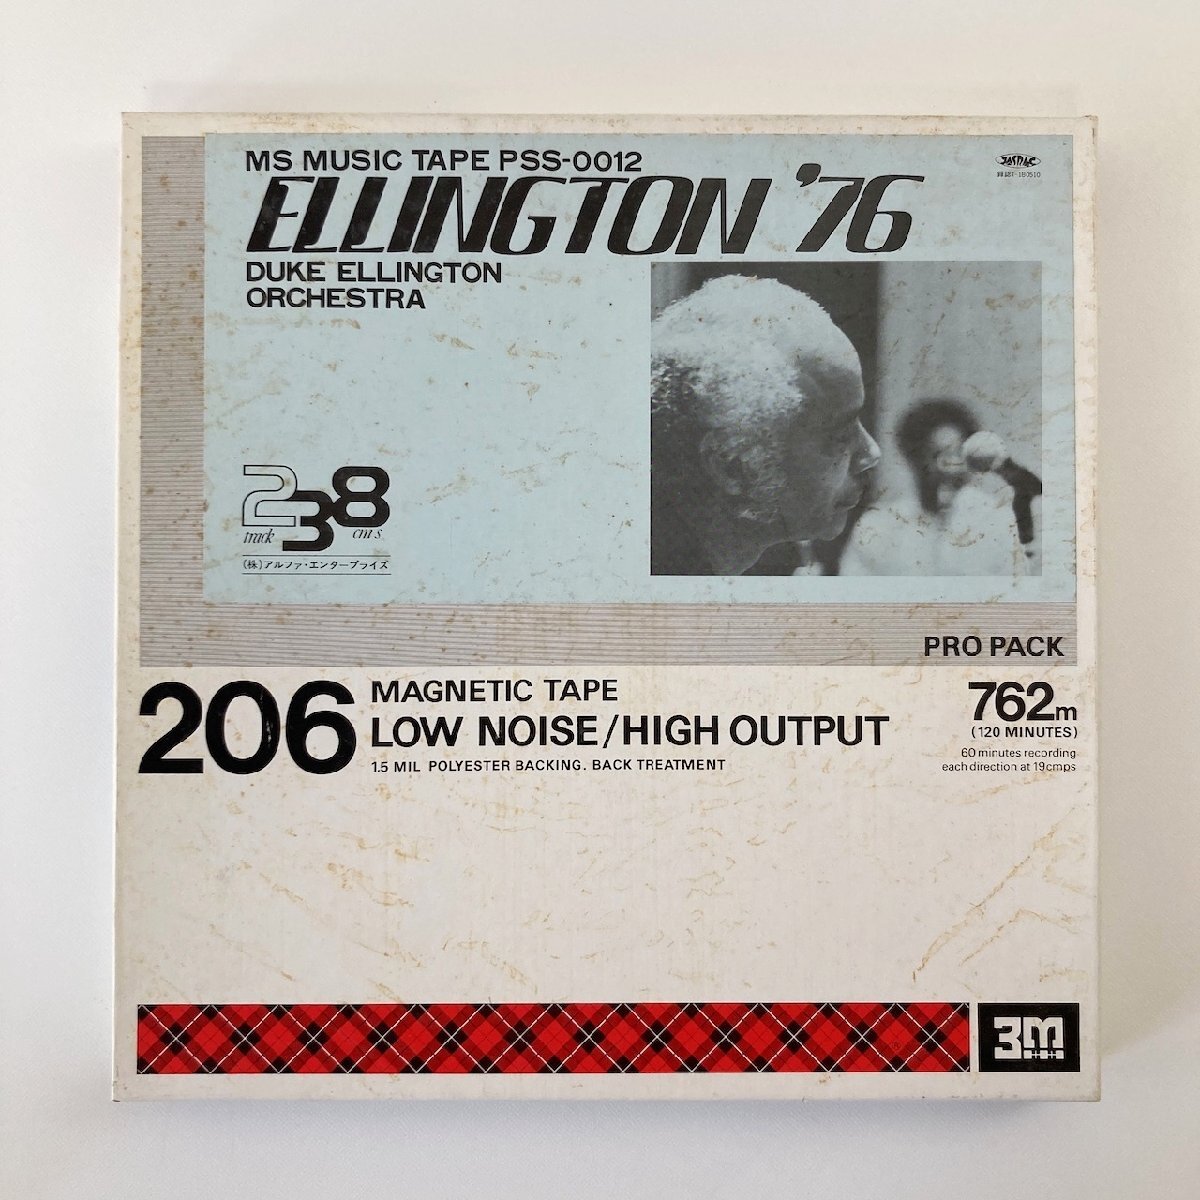 MS MUSIC TAPE PSS-0012
ELLINGTON '76
DUKE ELLINGTON
ORCHESTRA
2 38
track cm s
(株)アルファ・エンタープライズ
PRO PACK
206
MAGNETIC TAPE
LOW NOISE/HIGH OUTPUT
1.5 MIL POLYESTER BACKING. BACK TREATMENT
762m
(120 MINUTES)
60 minutes recording
each direction at 19cmps
®
3M